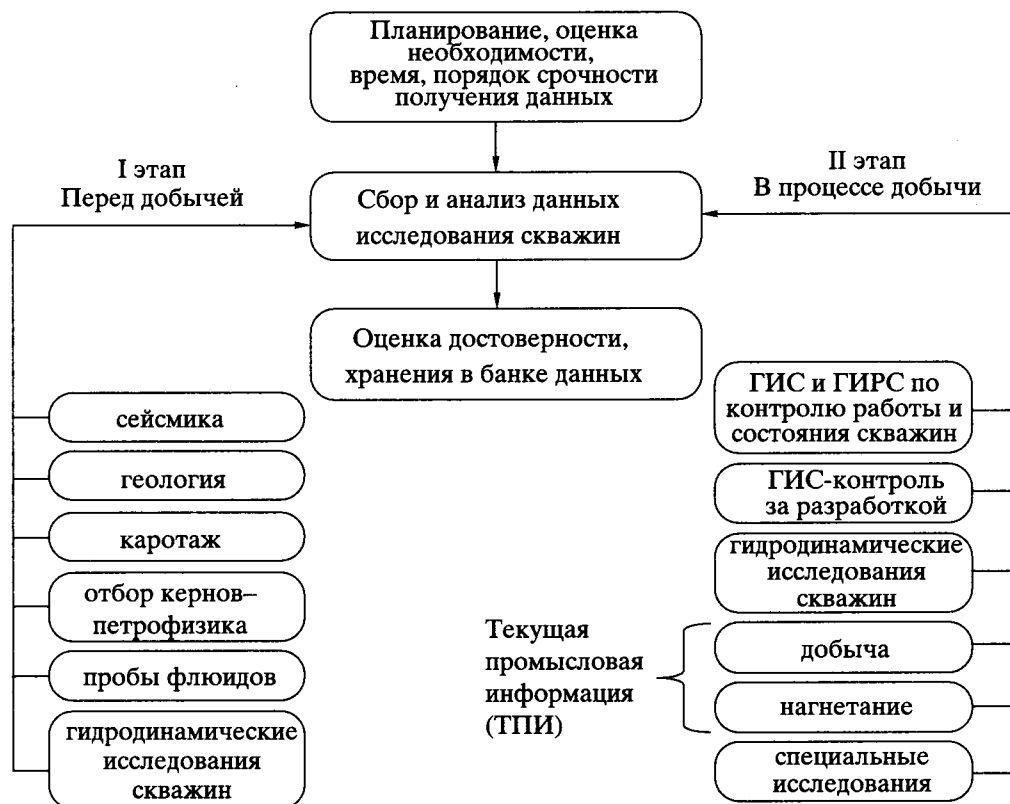 Планирование, оценка
необходимости,
время, порядок срочности
получения данных
I этап
Перед добычей
II этап
В процессе добычи
Сбор и анализ данных
исследования скважин
Оценка достоверности,
хранения в банке данных
сейсмика
геология
каротаж
отбор кернов–
петрофизика
пробы флюидов
гидродинамические
исследования
скважин
ГИС и ГИРС по
контролю работы и
состояния скважин
ГИС-контроль
за разработкой
гидродинамические
исследования
скважин
Текущая
промысловая
информация
(ТПИ)
добыча
нагнетание
специальные
исследования